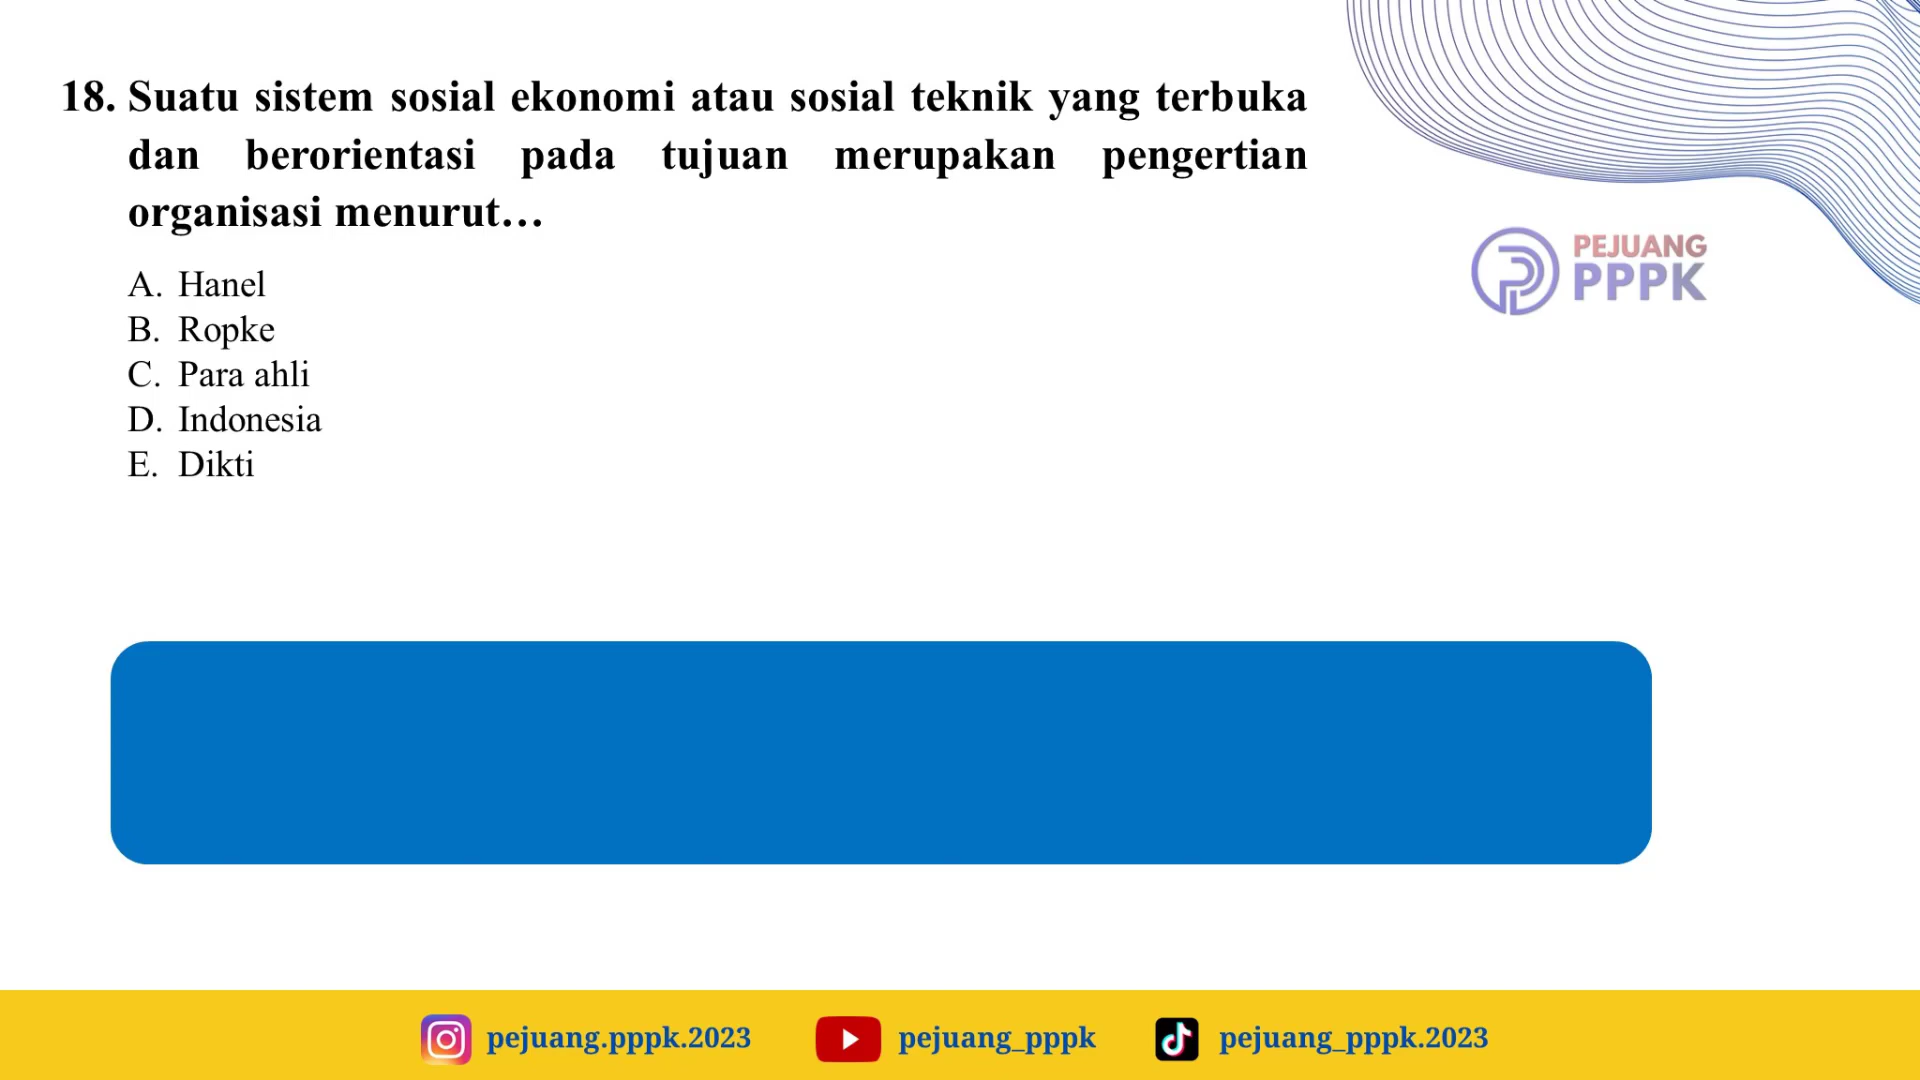 18. Suatu sistem sosial ekonomi atau sosial teknik yang terbuka
dan berorientasi pada tujuan merupakan pengertian
organisasi menurut…
A. Hanel
B. Ropke
C. Para ahli
D. Indonesia
E. Dikti
PEJUANG
PPPK
pejuang.pppk.2023
pejuang_pppk
pejuang_pppk.2023